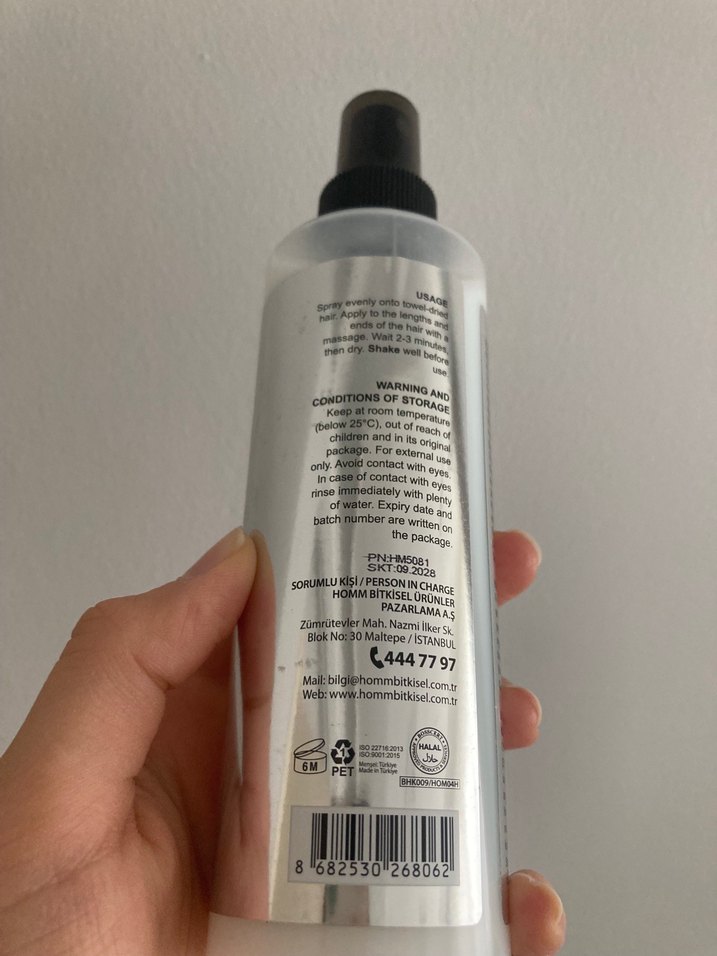 USAGE
Spray evenly onto towel-dried
hair. Apply to the lengths and
ends of the hair with a
massage. Wait 2-3 minutes,
then dry. Shake well before
use.
WARNING AND
CONDITIONS OF STORAGE
Keep at room temperature
(below 25°C), out of reach of
children and in its original
package. For external use
only. Avoid contact with eyes.
In case of contact with eyes
rinse immediately with plenty
of water. Expiry date and
batch number are written on
the package.
PN:HM5081
SKT:09.2028
SORUMLU KİŞİ / PERSON IN CHARGE
HOMM BİTKİSEL ÜRÜNLER
PAZARLAMA A.Ş
Zümrütevler Mah. Nazmi İlker Sk.
Blok No: 30 Maltepe / İSTANBUL
444 77 97
Mail: bilgi@hommbitkisel.com.tr
Web: www.hommbitkisel.com.tr
6 M
1
PET
ISO 22716:2013
ISO:9001:2015
Menşei: Türkiye
Made in Türkiye
HALAL
حلال
BHK009/HOM04H
8 682530 268062